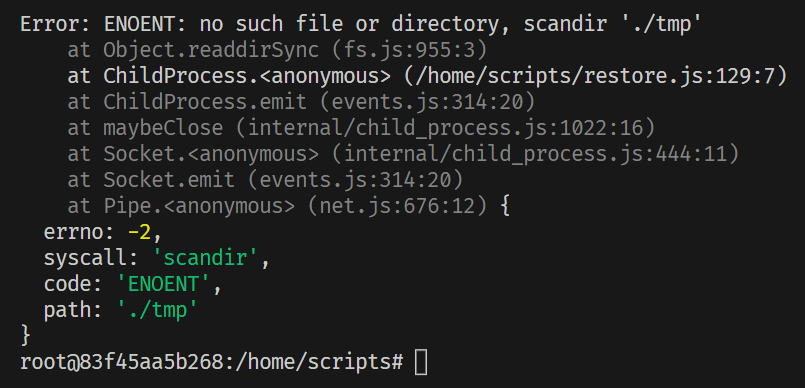 Error: ENOENT: no such file or directory, scandir './tmp'
    at Object.readdirSync (fs.js:955:3)
    at ChildProcess.<anonymous> (/home/scripts/restore.js:129:7)
    at ChildProcess.emit (events.js:314:20)
    at maybeClose (internal/child_process.js:1022:16)
    at Socket.<anonymous> (internal/child_process.js:444:11)
    at Socket.emit (events.js:314:20)
    at Pipe.<anonymous> (net.js:676:12) {
  errno: -2,
  syscall: 'scandir',
  code: 'ENOENT',
  path: './tmp'
}
root@83f45aa5b268:/home/scripts#